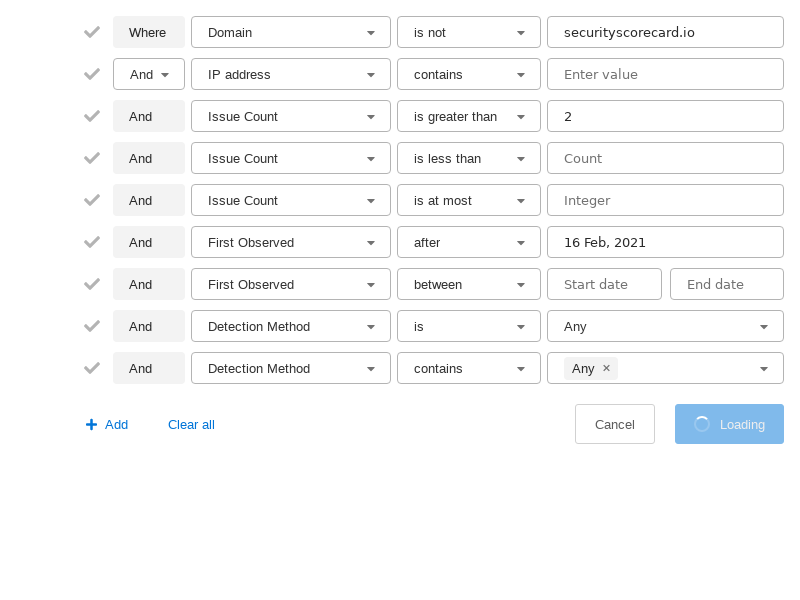 Where Domain is not securityscorecard.io
And IP address contains Enter value
And Issue Count is greater than 2
And Issue Count is less than Count
And Issue Count is at most Integer
And First Observed after 16 Feb, 2021
And First Observed between Start date End date
And Detection Method is Any
And Detection Method contains Any ×
Add Clear all Cancel Loading